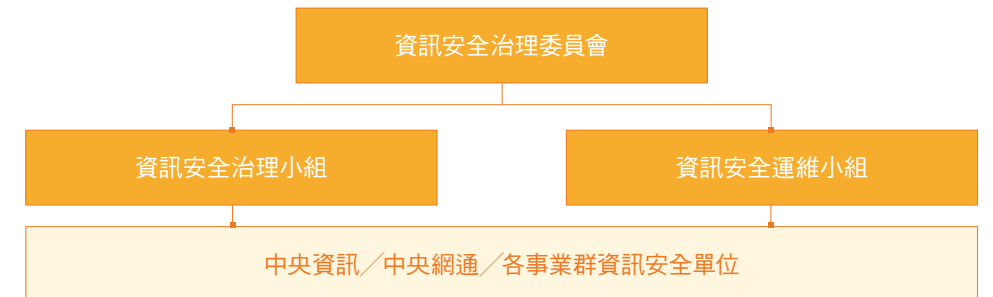 資訊安全治理委員會
資訊安全治理小組
資訊安全運維小組
中央資訊╱中央網通╱各事業群資訊安全單位